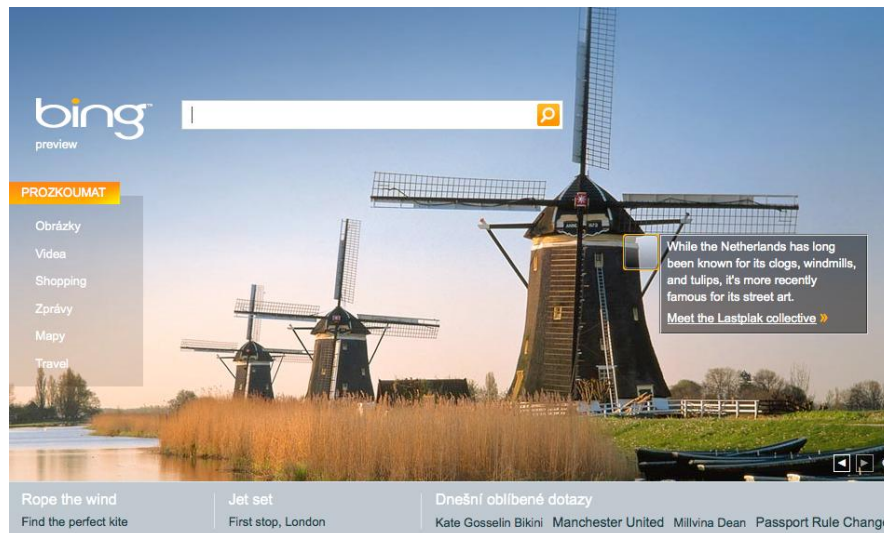 bing™
preview
PROZKOUMAT
Obrázky
Videa
Shopping
Zprávy
Mapy
Travel
While the Netherlands has long
been known for its clogs, windmills,
and tulips, it's more recently
famous for its street art.
Meet the Lastplak collective »
Rope the wind
Find the perfect kite
Jet set
First stop, London
Dnešní oblíbené dotazy
Kate Gosselin Bikini Manchester United Millvina Dean Passport Rule Change